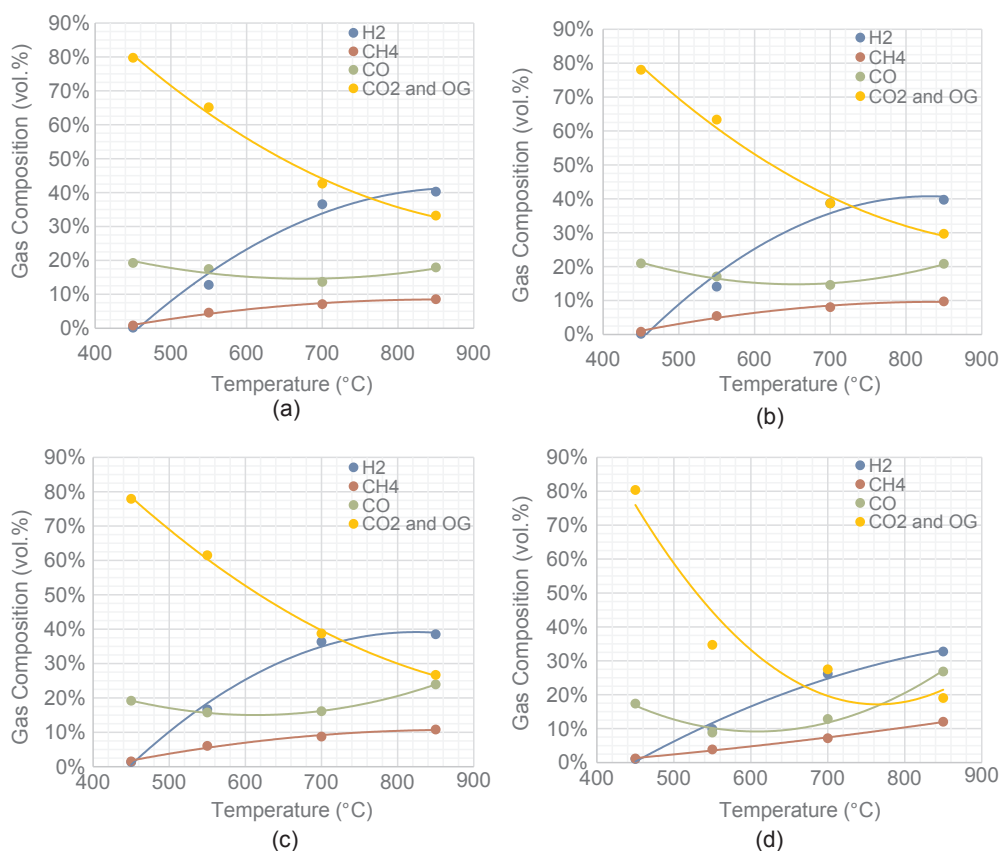 Gas Composition (vol.%)
90%
80%
70%
60%
50%
40%
30%
20%
10%
0%
400 500 600 700 800 900
Temperature (°C)
H2
CH4
CO
CO2 and OG
(a)
Gas Composition (vol.%)
90%
80%
70%
60%
50%
40%
30%
20%
10%
0%
400 500 600 700 800 900
Temperature (°C)
H2
CH4
CO
CO2 and OG
(b)
Gas Composition (vol.%)
90%
80%
70%
60%
50%
40%
30%
20%
10%
0%
400 500 600 700 800 900
Temperature (°C)
H2
CH4
CO
CO2 and OG
(c)
Gas Composition (vol.%)
90%
80%
70%
60%
50%
40%
30%
20%
10%
0%
400 500 600 700 800 900
Temperature (°C)
H2
CH4
CO
CO2 and OG
(d)